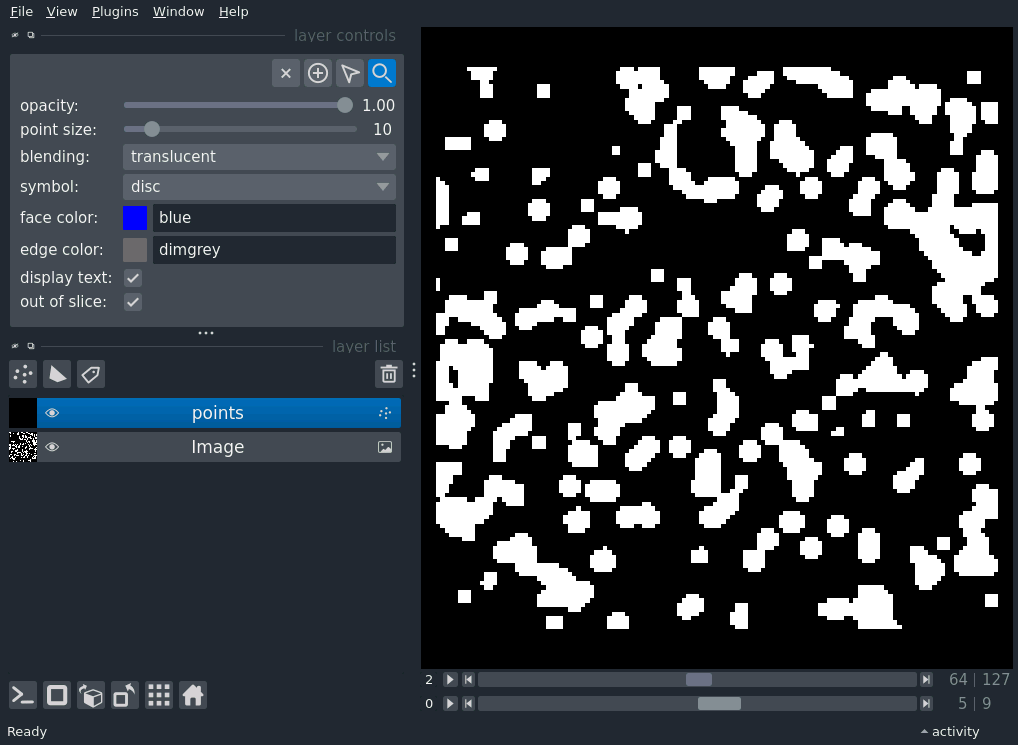 File View Plugins Window Help
layer controls
opacity: 1.00
point size: 10
blending: translucent
symbol: disc
face color: blue
edge color: dimgrey
display text:
out of slice:
layer list
points
Image
2 64 | 127
0 5 | 9
Ready activity